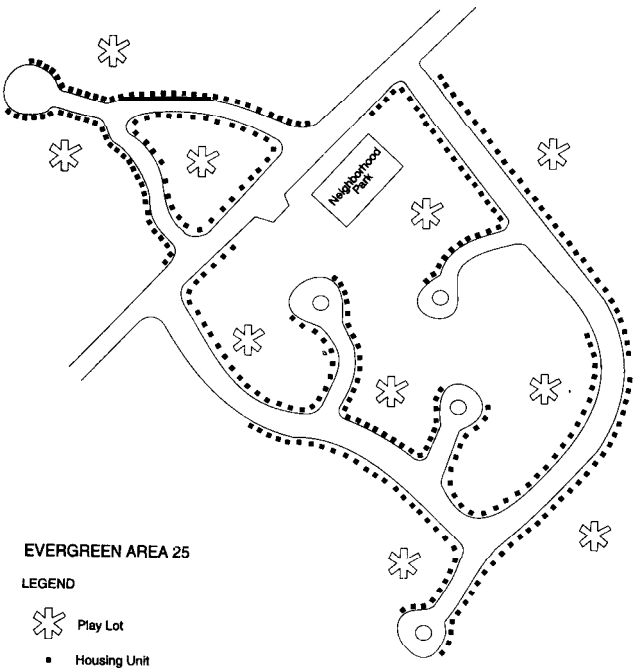 Neighborhood
Park
EVERGREEN AREA 25
LEGEND
Play Lot
Housing Unit